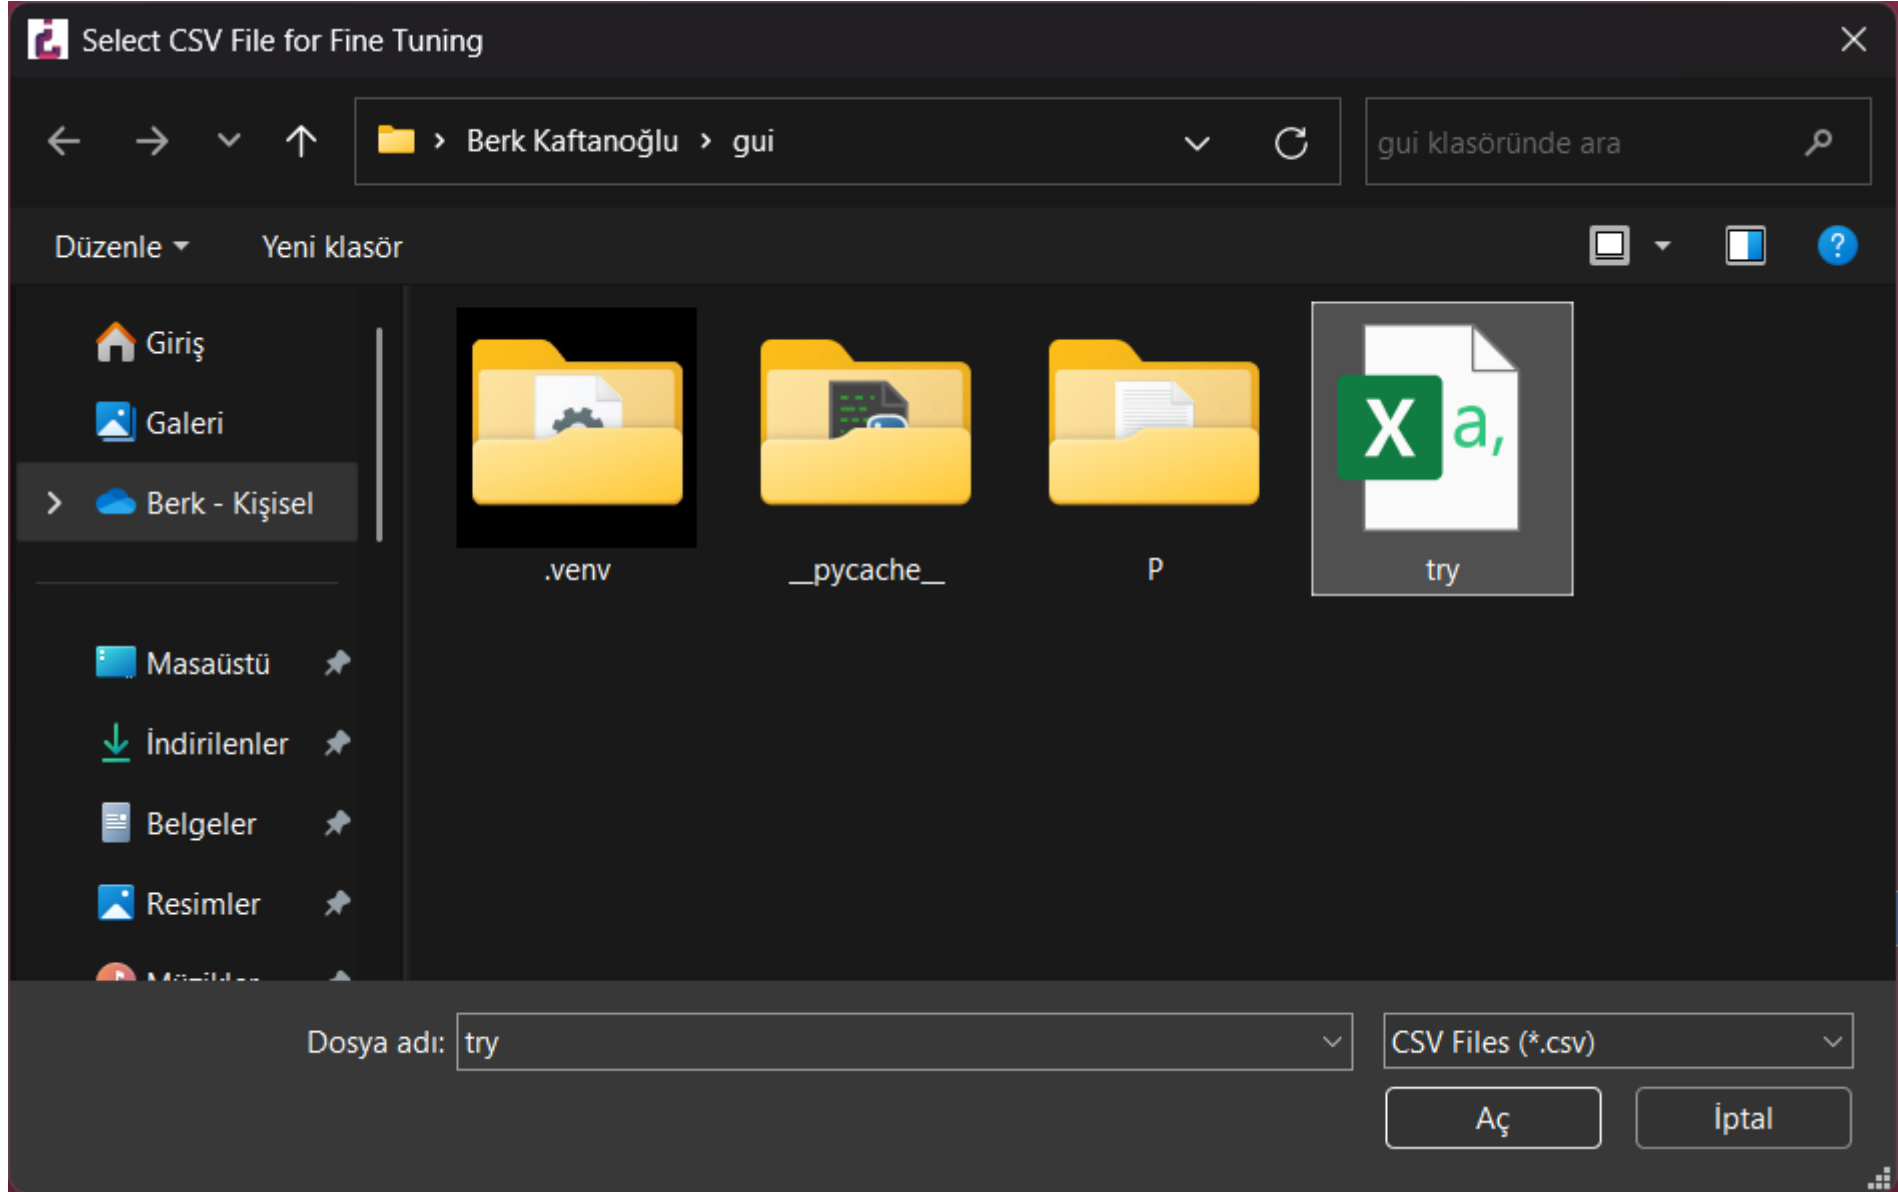 Select CSV File for Fine Tuning
Berk Kaftanoğlu > gui
gui klasöründe ara
Düzenle
Yeni klasör
Giriş
Galeri
Berk - Kişisel
Masaüstü
İndirilenler
Belgeler
Resimler
.venv
__pycache__
P
X a,
try
Dosya adı: try
CSV Files (*.csv)
Aç
İptal